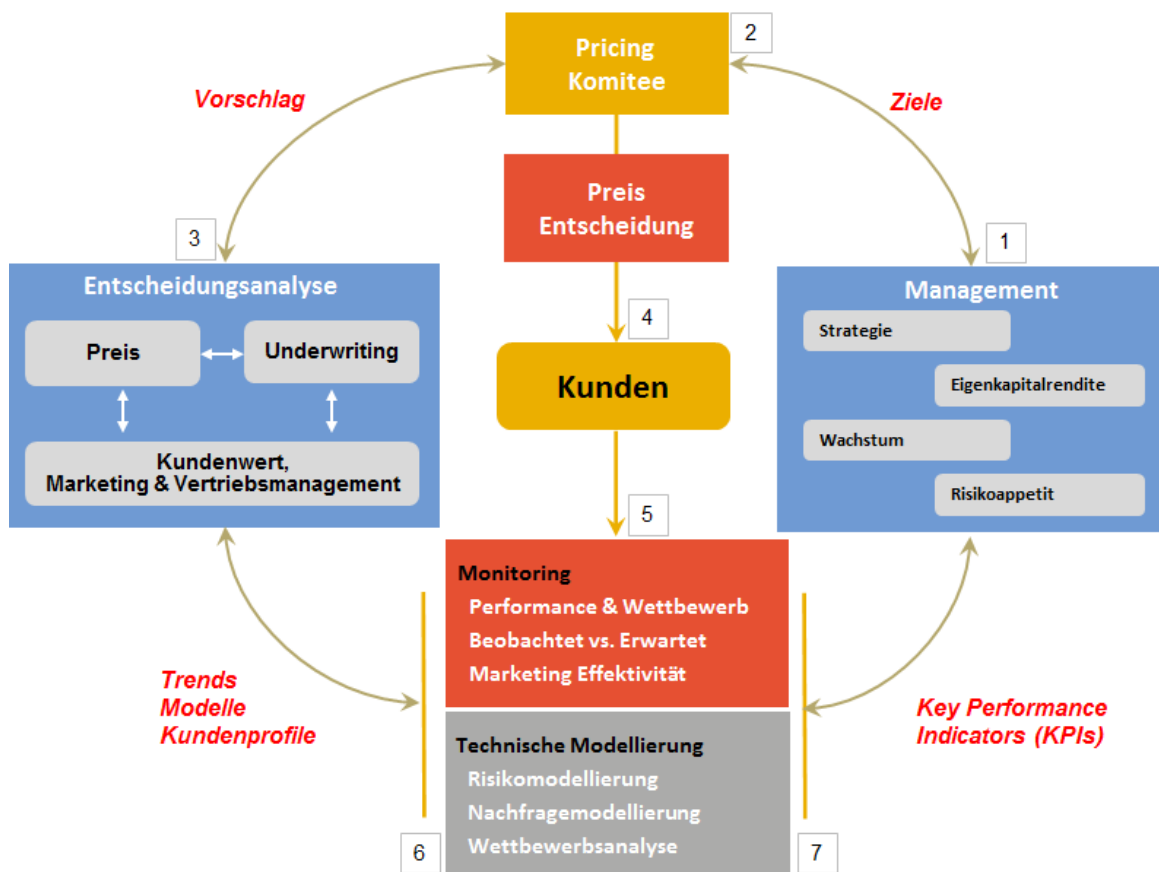 2
Pricing
Komitee
Vorschlag
Ziele
Preis
Entscheidung
3
1
Entscheidungsanalyse
Preis
Underwriting
Kundenwert,
Marketing & Vertriebsmanagement
4
Kunden
Management
Strategie
Eigenkapitalrendite
Wachstum
Risikoappetit
5
Monitoring
Performance & Wettbewerb
Beobachtet vs. Erwartet
Marketing Effektivität
Trends
Modelle
Kundenprofile
Key Performance
Indicators (KPIs)
Technische Modellierung
Risikomodellierung
Nachfragemodellierung
Wettbewerbsanalyse
6
7